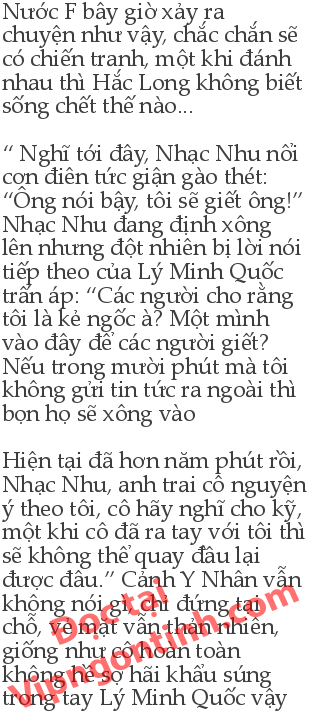 Nước F bây giờ xảy ra
chuyện như vậy, chắc chắn sẽ
có chiến tranh, một khi đánh
nhau thì Hắc Long không biết
sống chết thế nào...
“ Nghĩ tới đây, Nhạc Nhu nổi
cơn điên tức giận gào thét:
“Ông nói bậy, tôi sẽ giết ông!”
Nhạc Nhu đang định xông
lên nhưng đột nhiên bị lời nói
tiếp theo của Lý Minh Quốc
trấn áp: “Các người cho rằng
tôi là kẻ ngốc à? Một mình
vào đây để các người giết?
Nếu trong mười phút mà tôi
không gửi tin tức ra ngoài thì
bọn họ sẽ xông vào
Hiện tại đã hơn năm phút rồi,
Nhạc Nhu, anh trai cô nguyện
ý theo tôi, cô hãy nghĩ cho kỹ,
một khi cô đã ra tay với tôi thì
sẽ không thể quay đầu lại
được đâu.” Cảnh Y Nhân vẫn
không nói gì, chỉ đứng tại
chỗ, vẻ mặt vẫn thản nhiên,
giống như cô hoàn toàn
không hề sợ hãi khẩu súng
trong tay Lý Minh Quốc vậy
Đọc tại
Vipngontinh.com